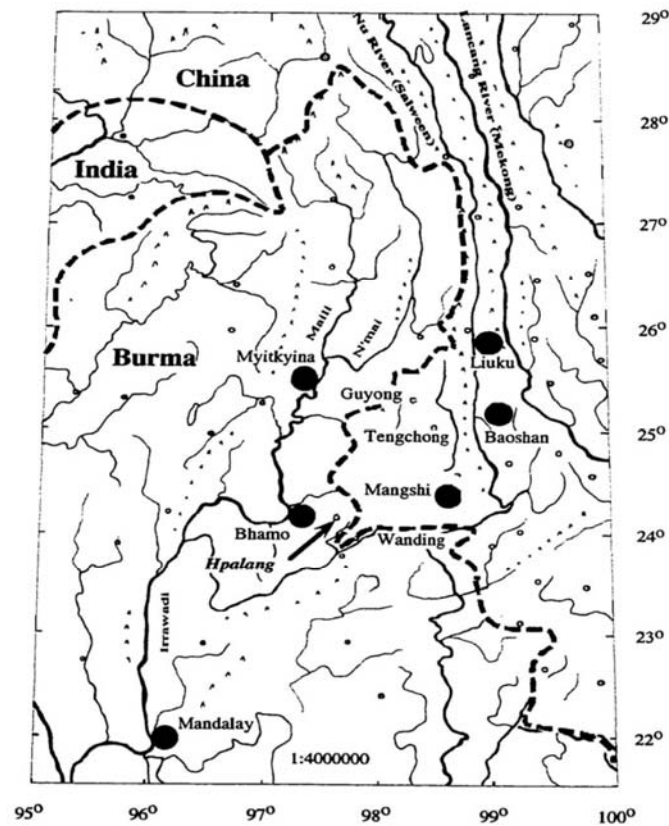 29°
China
Nu River (Salween)
Lancang River (Mekong)
28°
India
27°
Maili
N'mai
26°
Burma
Myitkyina
Liuku
Guyong
25°
Tengchong
Baoshan
Mangshi
24°
Bhamo
Wanding
Hpalang
Irrawadi
23°
Mandalay
22°
1:4000000
95°
96°
97°
98°
99°
100°